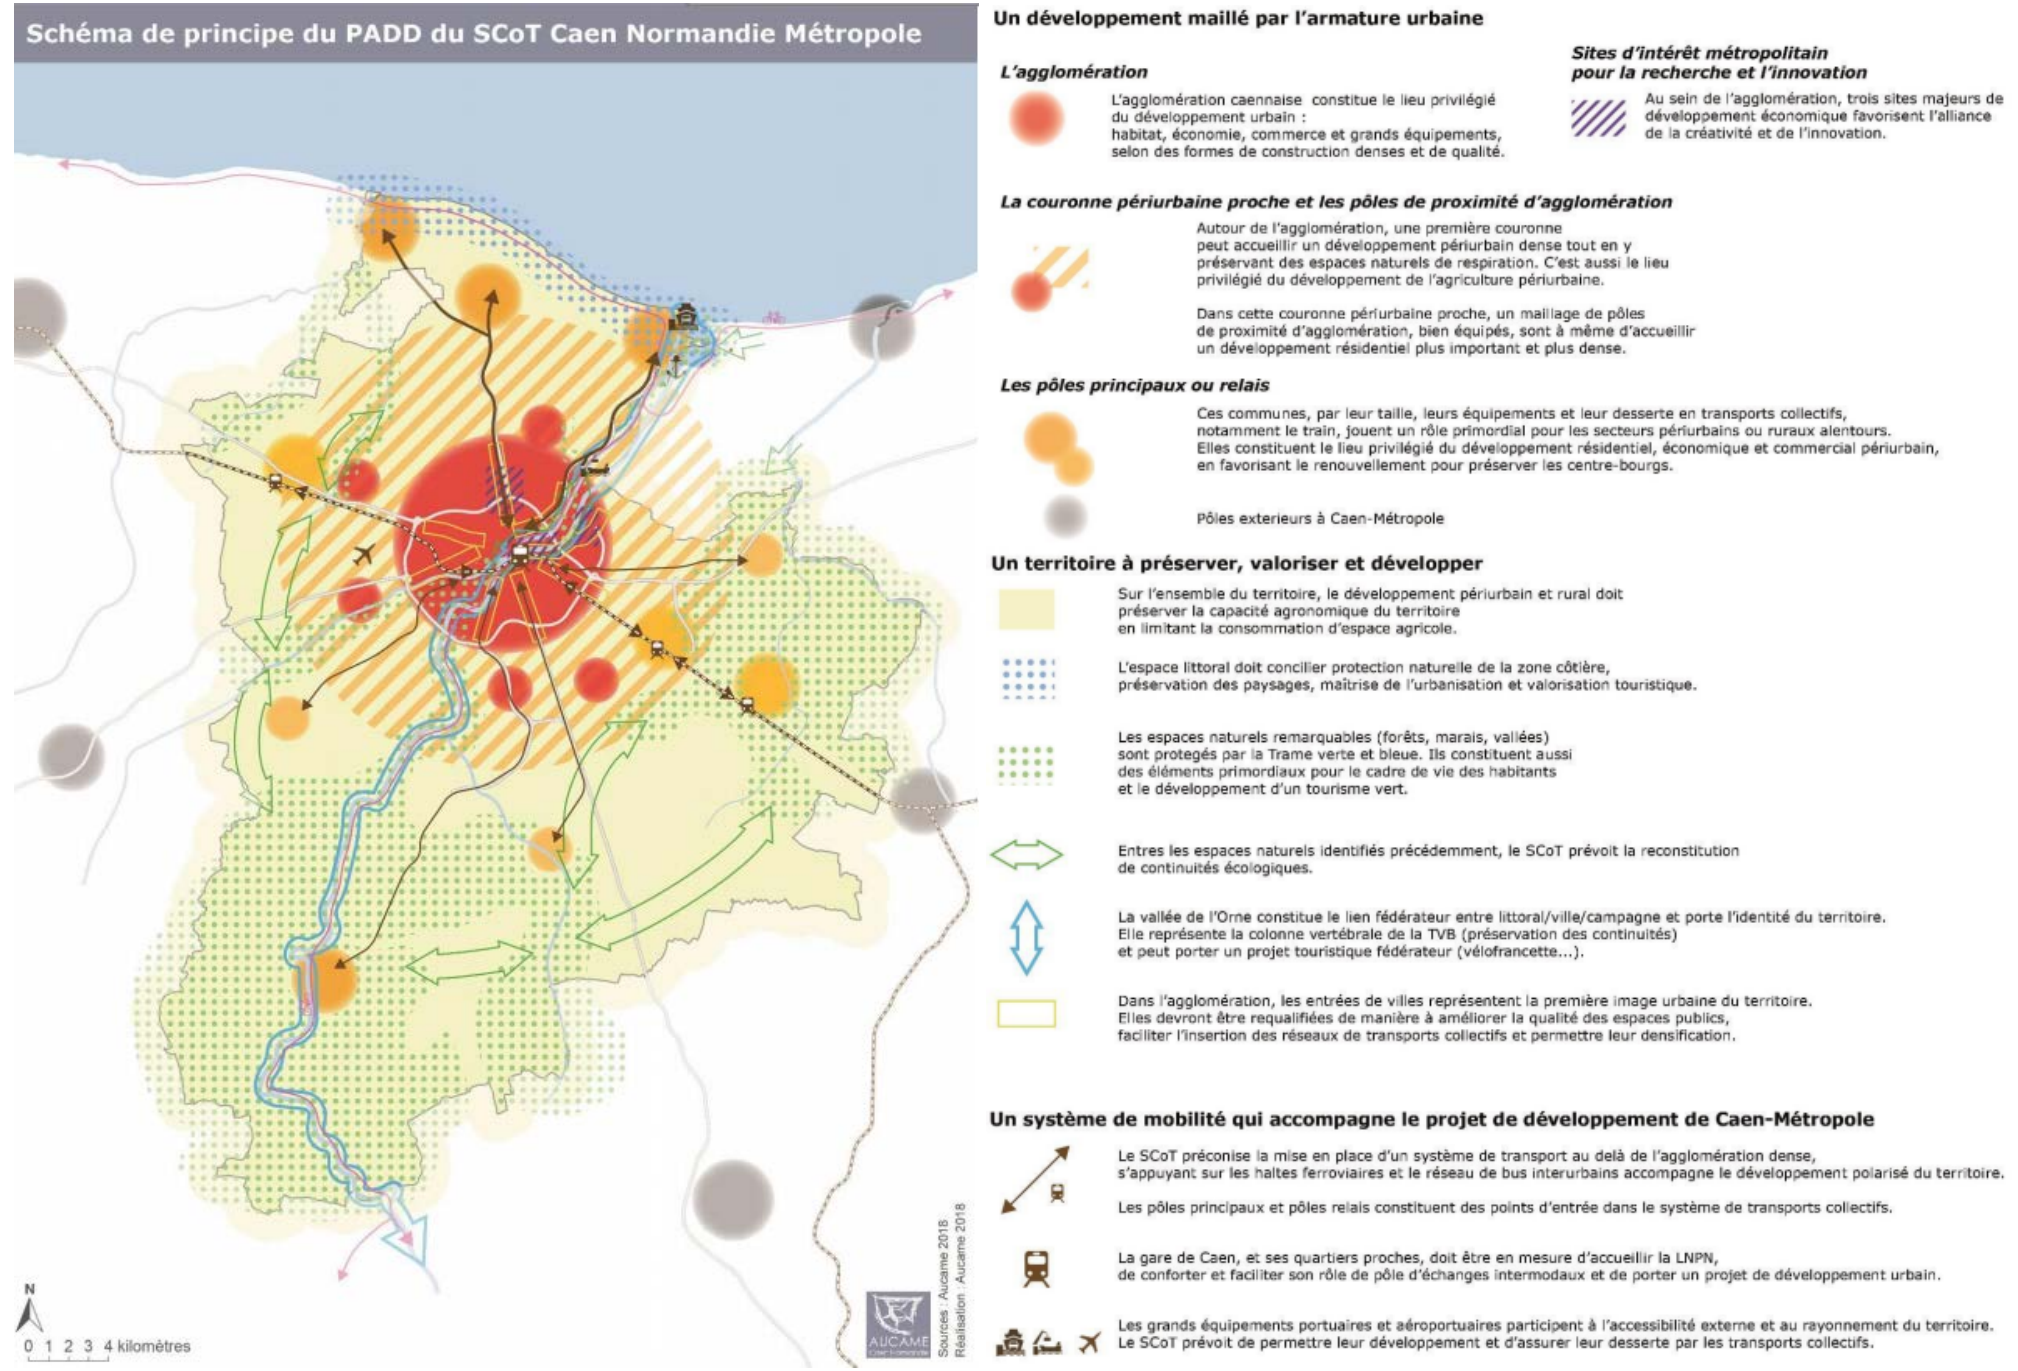 Schéma de principe du PADD du SCoT Caen Normandie Métropole
N
0 1 2 3 4 kilomètres
AUCAME
Caen Normandie
Sources : Aucame 2018
Réalisation : Aucame 2018
Un développement maillé par l'armature urbaine
L'agglomération
L'agglomération caennaise constitue le lieu privilégié
du développement urbain :
habitat, économie, commerce et grands équipements,
selon des formes de construction denses et de qualité.
Sites d'intérêt métropolitain
pour la recherche et l'innovation
Au sein de l'agglomération, trois sites majeurs de
développement économique favorisent l'alliance
de la créativité et de l'innovation.
La couronne périurbaine proche et les pôles de proximité d'agglomération
Autour de l'agglomération, une première couronne
peut accueillir un développement périurbain dense tout en y
préservant des espaces naturels de respiration. C'est aussi le lieu
privilégié du développement de l'agriculture périurbaine.
Dans cette couronne périurbaine proche, un maillage de pôles
de proximité d'agglomération, bien équipés, sont à même d'accueillir
un développement résidentiel plus important et plus dense.
Les pôles principaux ou relais
Ces communes, par leur taille, leurs équipements et leur desserte en transports collectifs,
notamment le train, jouent un rôle primordial pour les secteurs périurbains ou ruraux alentours.
Elles constituent le lieu privilégié du développement résidentiel, économique et commercial périurbain,
en favorisant le renouvellement pour préserver les centre-bourgs.
Pôles exterieurs à Caen-Métropole
Un territoire à préserver, valoriser et développer
Sur l'ensemble du territoire, le développement périurbain et rural doit
préserver la capacité agronomique du territoire
en limitant la consommation d'espace agricole.
L'espace littoral doit concilier protection naturelle de la zone côtière,
préservation des paysages, maîtrise de l'urbanisation et valorisation touristique.
Les espaces naturels remarquables (forêts, marais, vallées)
sont protegés par la Trame verte et bleue. Ils constituent aussi
des éléments primordiaux pour le cadre de vie des habitants
et le développement d'un tourisme vert.
Entres les espaces naturels identifiés précédemment, le SCoT prévoit la reconstitution
de continuités écologiques.
La vallée de l'Orne constitue le lien fédérateur entre littoral/ville/campagne et porte l'identité du territoire.
Elle représente la colonne vertébrale de la TVB (préservation des continuités)
et peut porter un projet touristique fédérateur (vélofrancette...).
Dans l'agglomération, les entrées de villes représentent la première image urbaine du territoire.
Elles devront être requalifiées de manière à améliorer la qualité des espaces publics,
faciliter l'insertion des réseaux de transports collectifs et permettre leur densification.
Un système de mobilité qui accompagne le projet de développement de Caen-Métropole
Le SCoT préconise la mise en place d'un système de transport au delà de l'agglomération dense,
s'appuyant sur les haltes ferroviaires et le réseau de bus interurbains accompagne le développement polarisé du territoire.
Les pôles principaux et pôles relais constituent des points d'entrée dans le système de transports collectifs.
La gare de Caen, et ses quartiers proches, doit être en mesure d'accueillir la LNPN,
de conforter et faciliter son rôle de pôle d'échanges intermodaux et de porter un projet de développement urbain.
Les grands équipements portuaires et aéroportuaires participent à l'accessibilité externe et au rayonnement du territoire.
Le SCoT prévoit de permettre leur développement et d'assurer leur desserte par les transports collectifs.